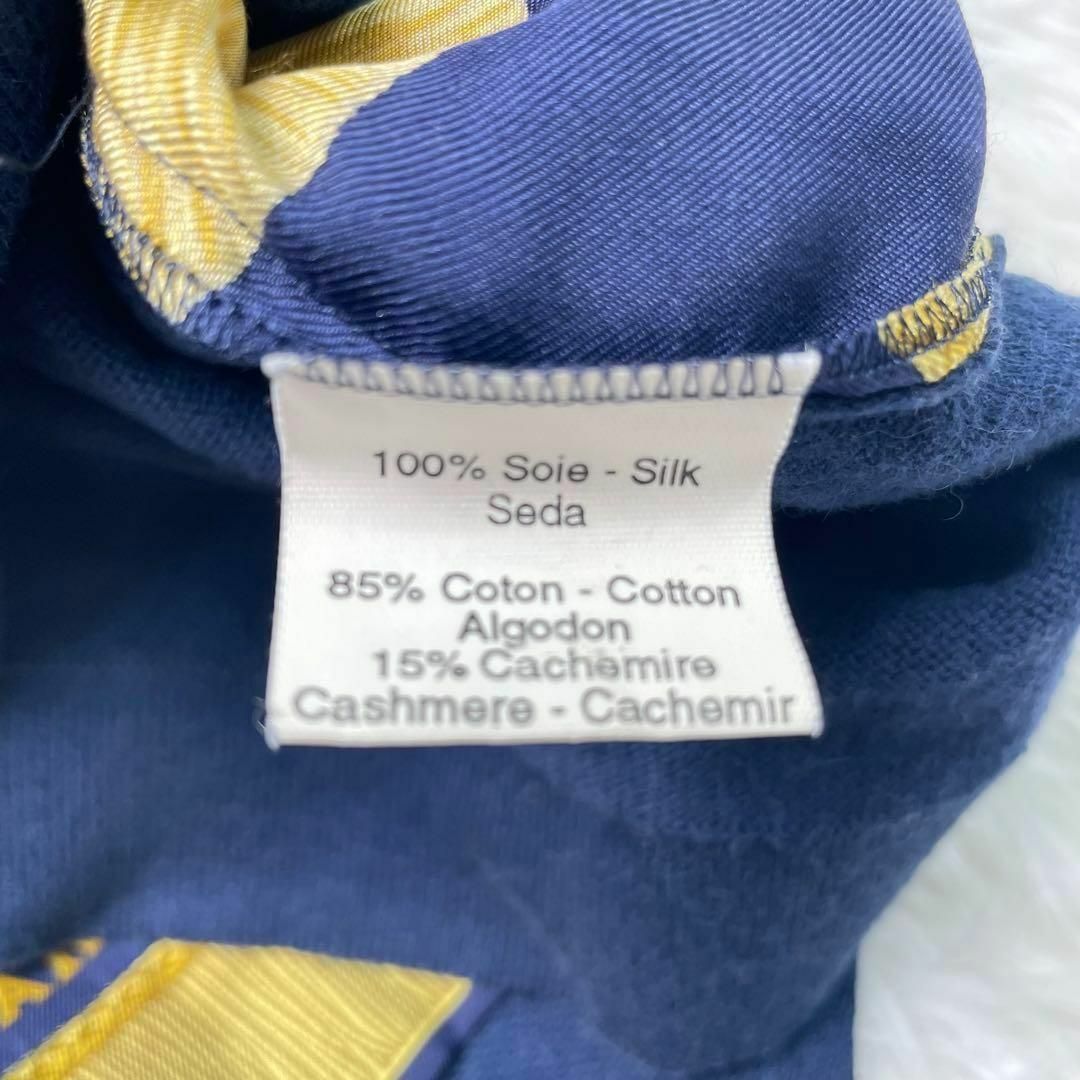 100% Soie - Silk
Seda
85% Coton - Cotton
Algodon
15% Cachemire
Cashmere - Cachemir